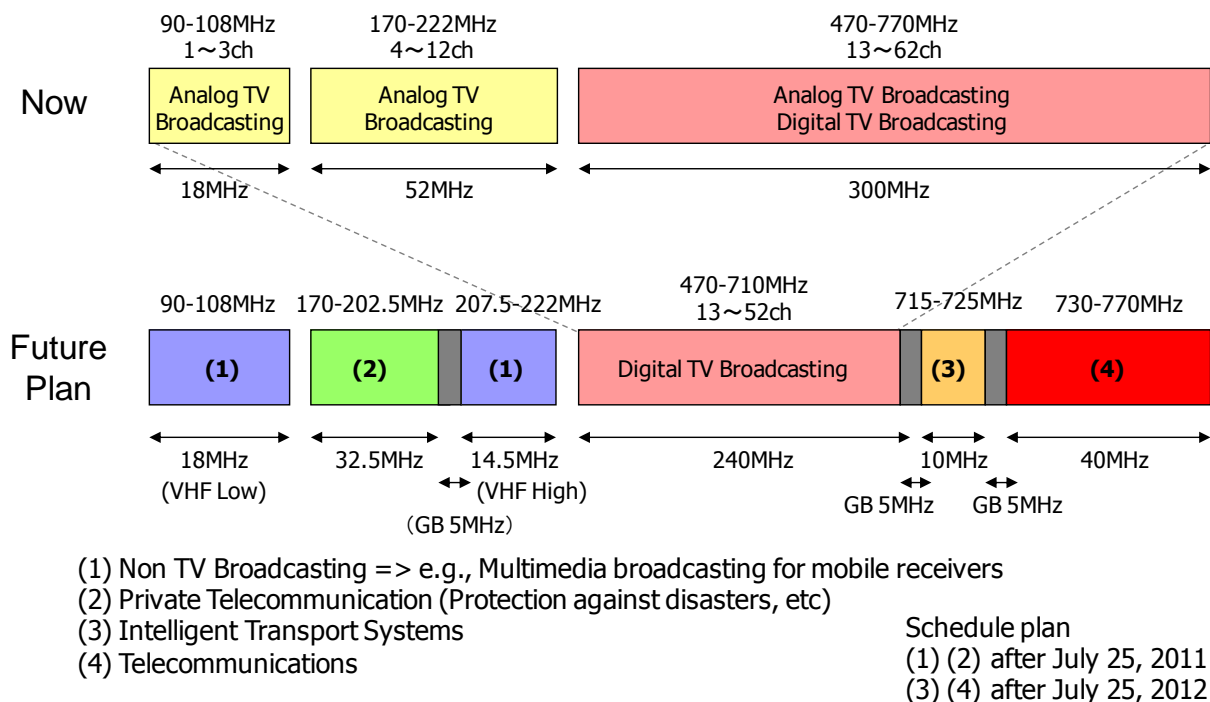 90-108MHz
1～3ch
170-222MHz
4～12ch
470-770MHz
13～62ch
Now
Analog TV
Broadcasting
Analog TV
Broadcasting
Analog TV Broadcasting
Digital TV Broadcasting
18MHz
52MHz
300MHz
90-108MHz
170-202.5MHz
207.5-222MHz
470-710MHz
13～52ch
715-725MHz
730-770MHz
Future
Plan
(1)
(2)
(1)
Digital TV Broadcasting
(3)
(4)
18MHz
(VHF Low)
32.5MHz
14.5MHz
(VHF High)
240MHz
10MHz
40MHz
（GB 5MHz）
GB 5MHz
GB 5MHz
(1) Non TV Broadcasting => e.g., Multimedia broadcasting for mobile receivers
(2) Private Telecommunication (Protection against disasters, etc)
(3) Intelligent Transport Systems
(4) Telecommunications
Schedule plan
(1) (2) after July 25, 2011
(3) (4) after July 25, 2012